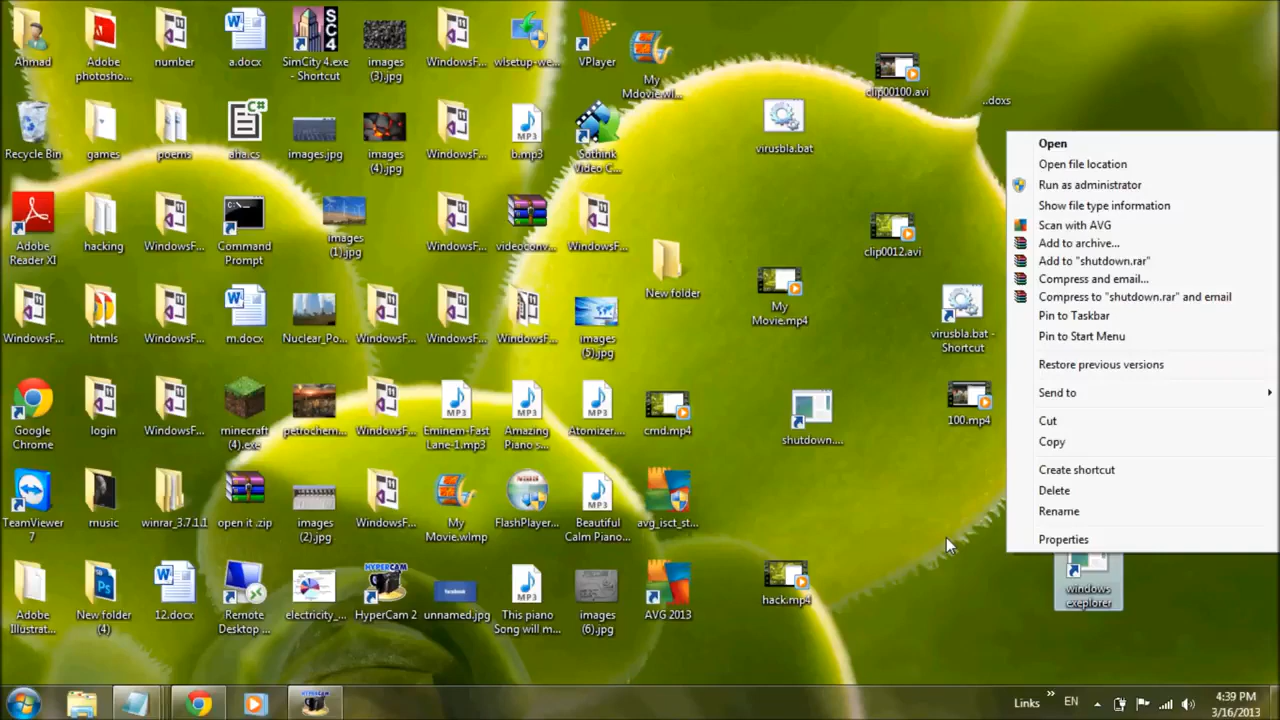 Ahmad
Adobe
photosho...
number
a.docx
SimCity 4.exe
- Shortcut
images
(3).jpg
WindowsF...
wlsetup-we...
VPlayer
My
Mdovie.wl...
clip00100.avi
..doxs
Recycle Bin
games
poems
aha.cs
images.jpg
images
(4).jpg
WindowsF...
b.mp3
Sothink
Video C...
virusbla.bat
Adobe
Reader XI
hacking
WindowsF...
Command
Prompt
images
(1).jpg
WindowsF...
videoconv...
WindowsF...
New folder
clip0012.avi
WindowsF...
htmls
WindowsF...
m.docx
Nuclear_Po...
WindowsF...
WindowsF...
WindowsF...
images
(5).jpg
My
Movie.mp4
virusbla.bat -
Shortcut
Google
Chrome
login
WindowsF...
minecraft
(4).exe
petrochem...
WindowsF...
Eminem-Fast
Lane-1.mp3
Amazing
Piano s...
Atomizer....
cmd.mp4
shutdown....
100.mp4
TeamViewer
7
music
winrar_3.7.1.1
open it .zip
images
(2).jpg
WindowsF...
My
Movie.wlmp
FlashPlayer...
Beautiful
Calm Piano...
avg_isct_st...
Adobe
Illustrat...
New folder
(4)
12.docx
Remote
Desktop ...
electricity_...
HYPERCAM
HyperCam 2
facebook
unnamed.jpg
This piano
Song will m...
images
(6).jpg
AVG 2013
hack.mp4
windows
exeplorer
Open
Open file location
Run as administrator
Show file type information
Scan with AVG
Add to archive...
Add to "shutdown.rar"
Compress and email...
Compress to "shutdown.rar" and email
Pin to Taskbar
Pin to Start Menu
Restore previous versions
Send to
Cut
Copy
Create shortcut
Delete
Rename
Properties
Links
EN
4:39 PM
3/16/2013